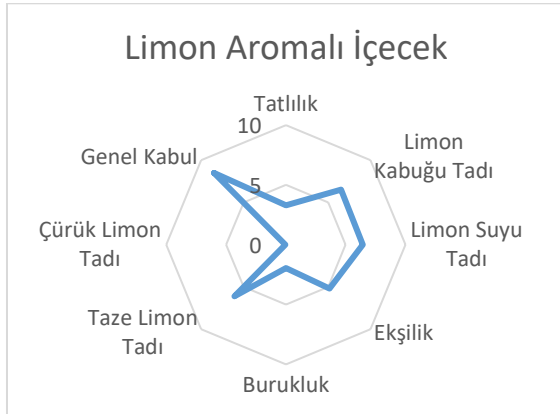 Limon Aromalı İçecek
Tatlılık
Limon
Kabuğu Tadı
Limon Suyu
Tadı
Ekşilik
Burukluk
Taze Limon
Tadı
Çürük Limon
Tadı
Genel Kabul
10
5
0